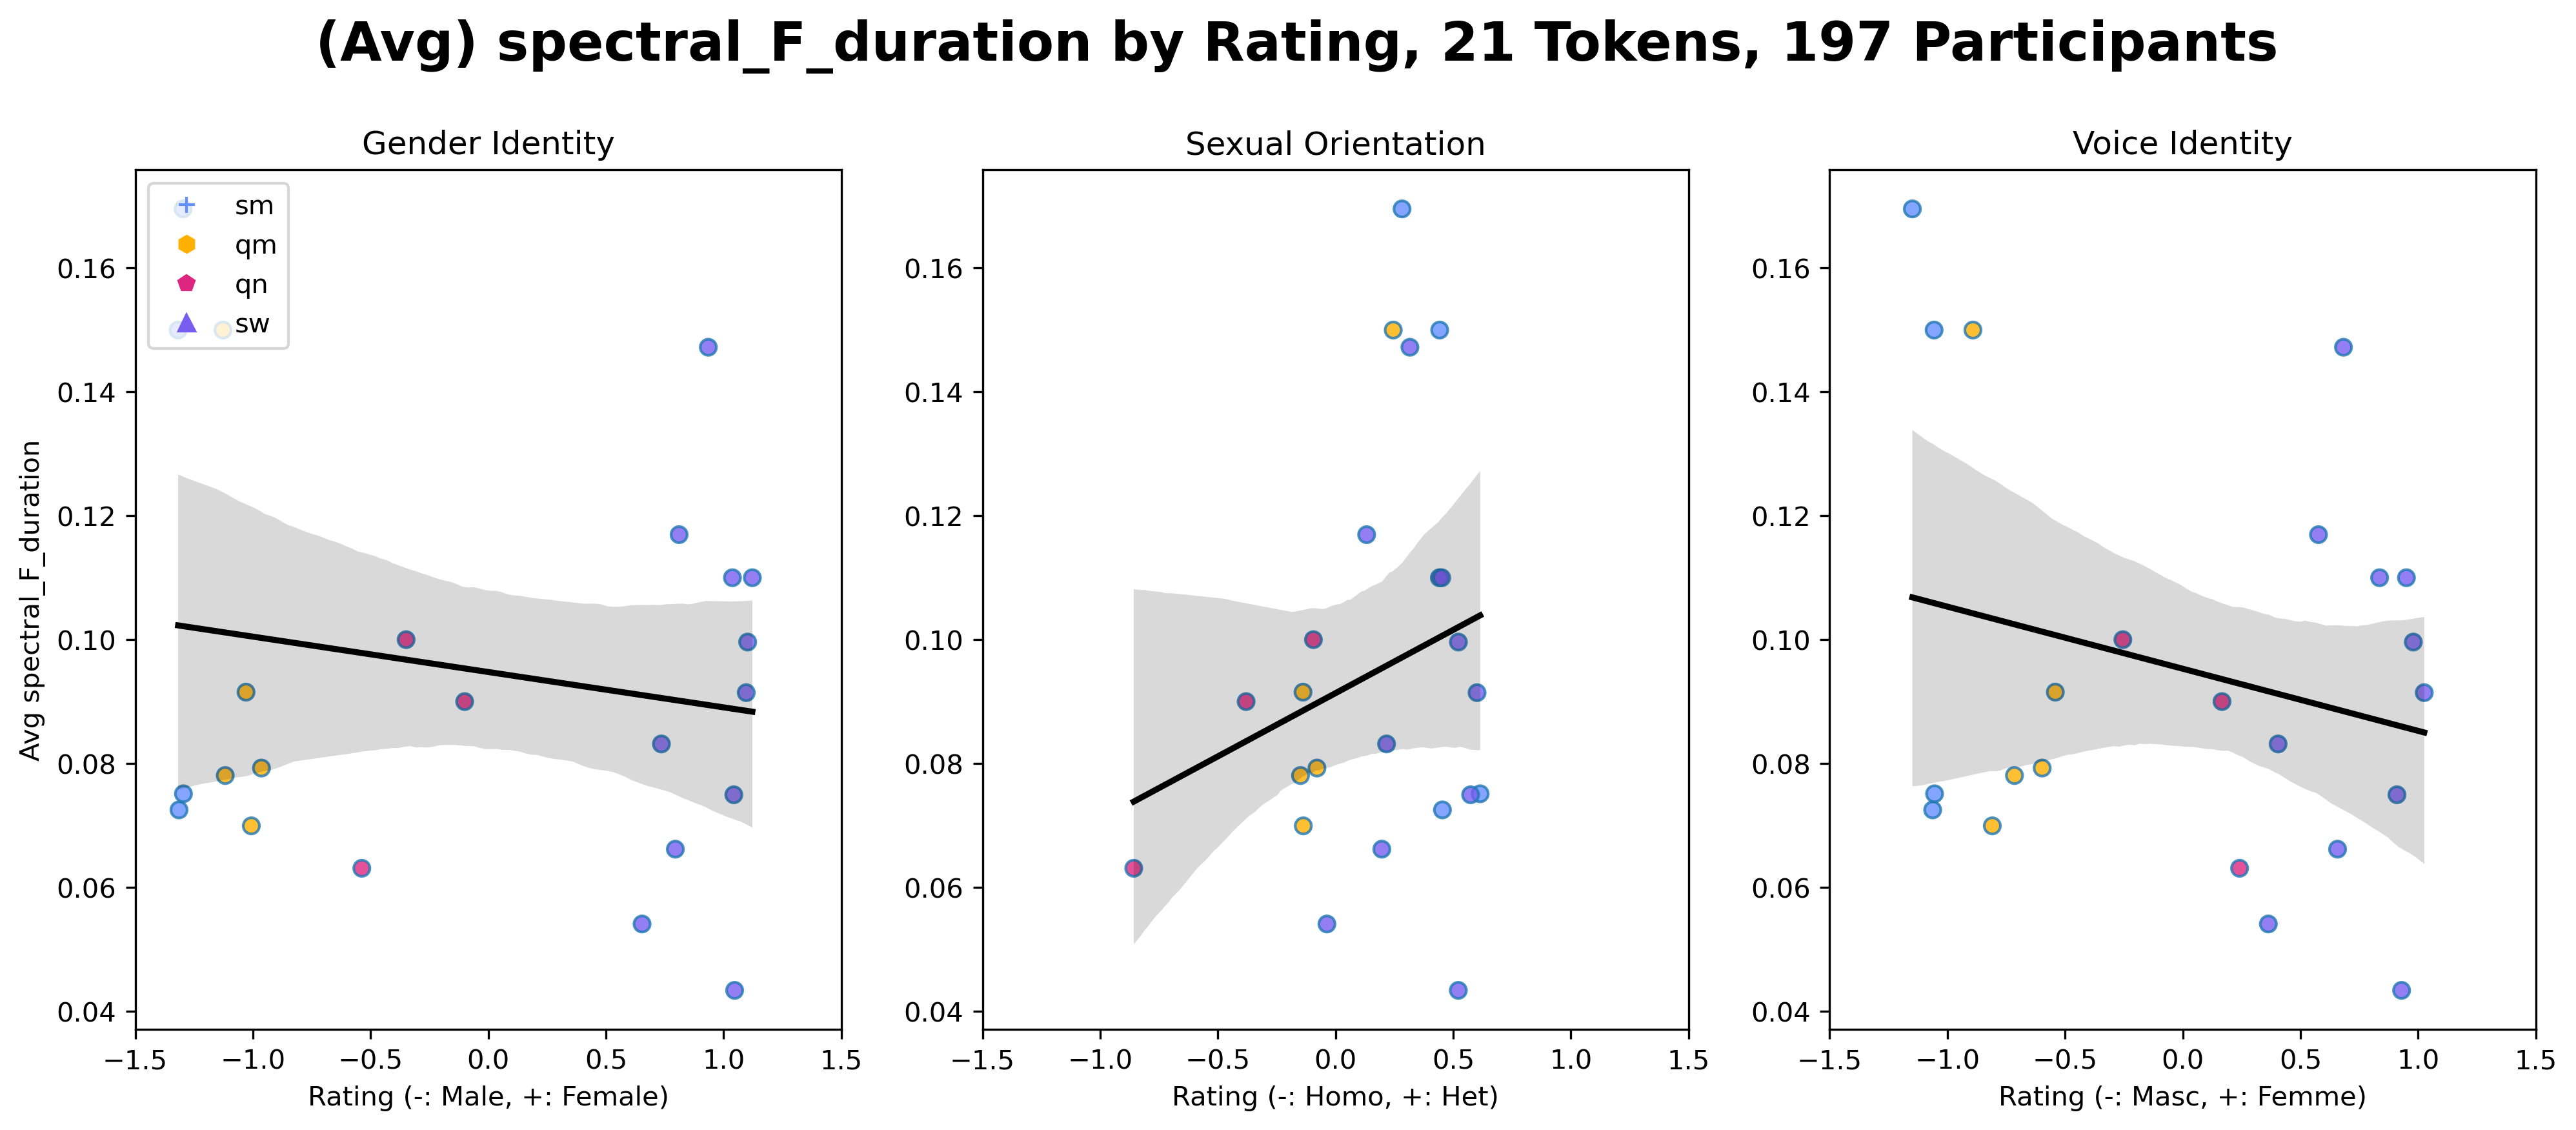 (Avg) spectral_F_duration by Rating, 21 Tokens, 197 Participants
Gender Identity
Sexual Orientation
Voice Identity
sm
qm
qn
sw
Avg spectral_F_duration
0.16
0.14
0.12
0.10
0.08
0.06
0.04
−1.5 −1.0 −0.5 0.0 0.5 1.0 1.5
Rating (-: Male, +: Female)
0.16
0.14
0.12
0.10
0.08
0.06
0.04
−1.5 −1.0 −0.5 0.0 0.5 1.0 1.5
Rating (-: Homo, +: Het)
0.16
0.14
0.12
0.10
0.08
0.06
0.04
−1.5 −1.0 −0.5 0.0 0.5 1.0 1.5
Rating (-: Masc, +: Femme)